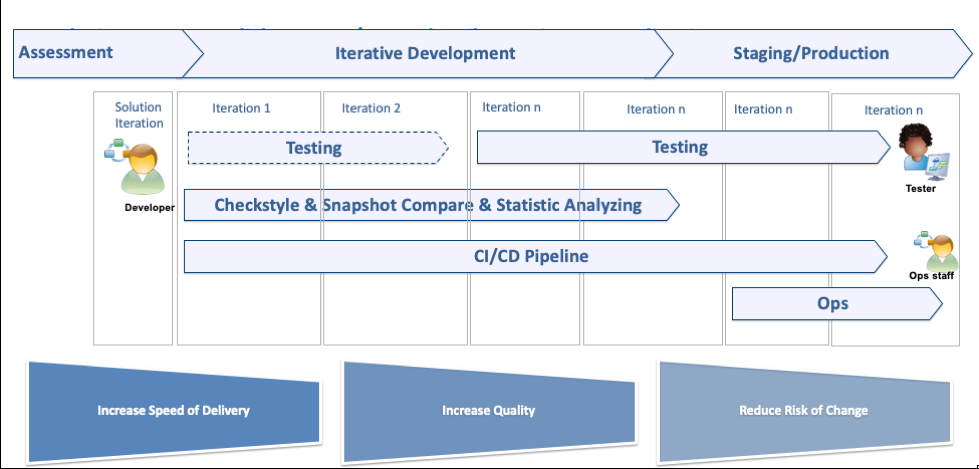 Assessment
Iterative Development
Staging/Production
Solution
Iteration
Iteration 1
Iteration 2
Iteration n
Iteration n
Iteration n
Iteration n
Testing
Testing
Tester
Developer
Checkstyle & Snapshot Compare & Statistic Analyzing
CI/CD Pipeline
Ops staff
Ops
Increase Speed of Delivery
Increase Quality
Reduce Risk of Change